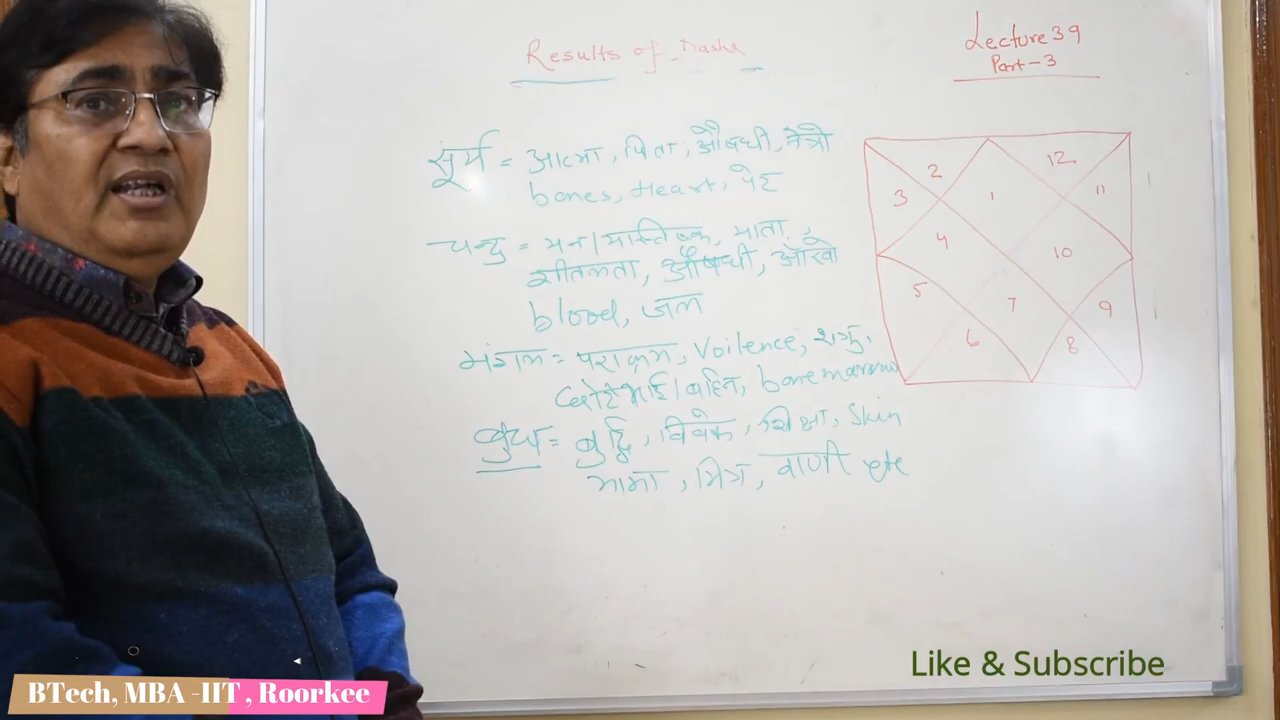 Results of Dasha
Lecture 39
Part-3
सूर्य = आत्मा, पिता, औषधी, नेत्रो
bones, Heart, पेट
चन्द्र = मन/मास्तिष्क, माता,
शीतलता, औषधी, ऑखो
blood, जल
मंगल = पराक्रम, Voilence, शत्रु,
छोटे भाई/बहिन, bone marrow
बुध = बुद्धि, विवेक, शिक्षा, Skin
मामा, मित्र, वाणी etc
2
12
3
1
11
4
10
5
7
9
6
8
Like & Subscribe
BTech, MBA -IIT , Roorkee